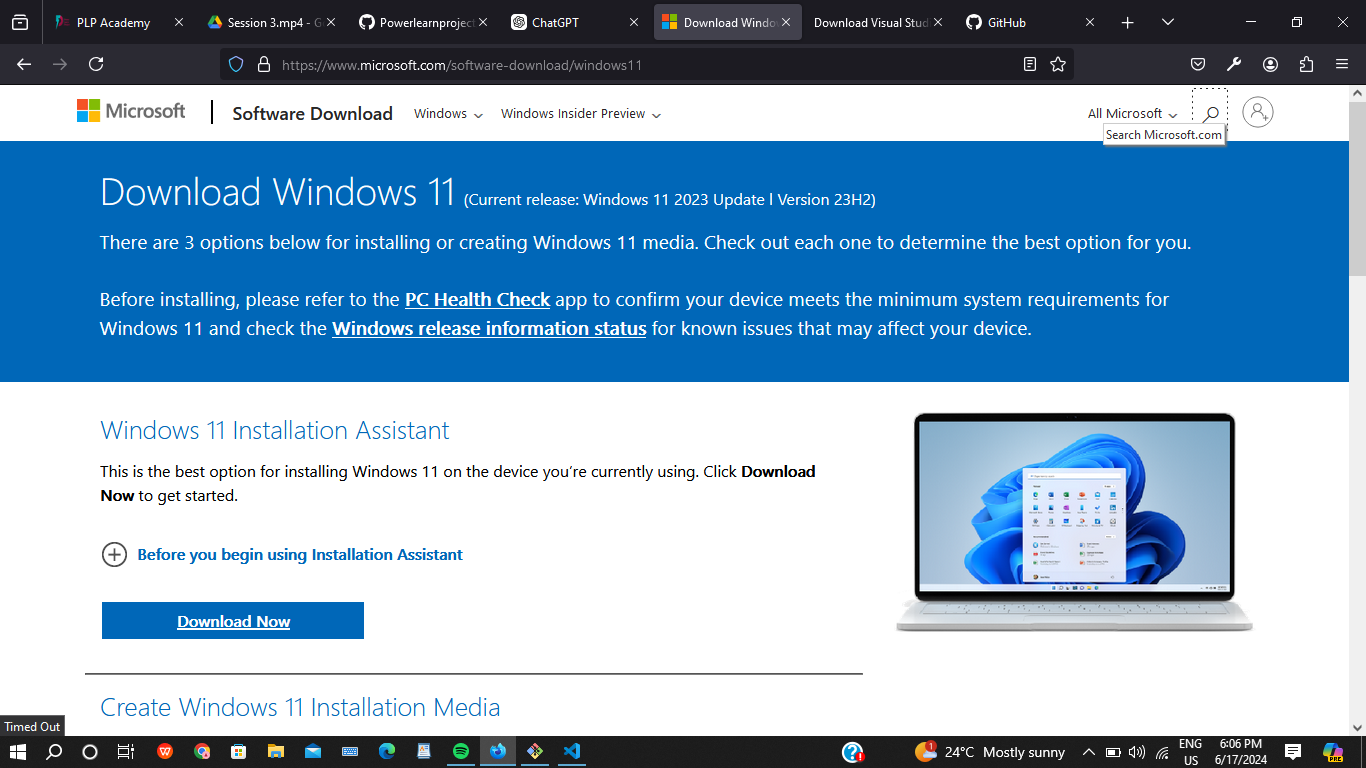 PLP Academy
Session 3.mp4 - G
Powerlearnproject
ChatGPT
Download Windo
Download Visual Stud
GitHub
https://www.microsoft.com/software-download/windows11
Microsoft
Software Download
Windows
Windows Insider Preview
All Microsoft
Search Microsoft.com
Download Windows 11 (Current release: Windows 11 2023 Update l Version 23H2)
There are 3 options below for installing or creating Windows 11 media. Check out each one to determine the best option for you.
Before installing, please refer to the PC Health Check app to confirm your device meets the minimum system requirements for
Windows 11 and check the Windows release information status for known issues that may affect your device.
Windows 11 Installation Assistant
This is the best option for installing Windows 11 on the device you’re currently using. Click Download
Now to get started.
Before you begin using Installation Assistant
Download Now
Create Windows 11 Installation Media
Timed Out
1
24°C Mostly sunny
ENG
US
6:06 PM
6/17/2024
PRE